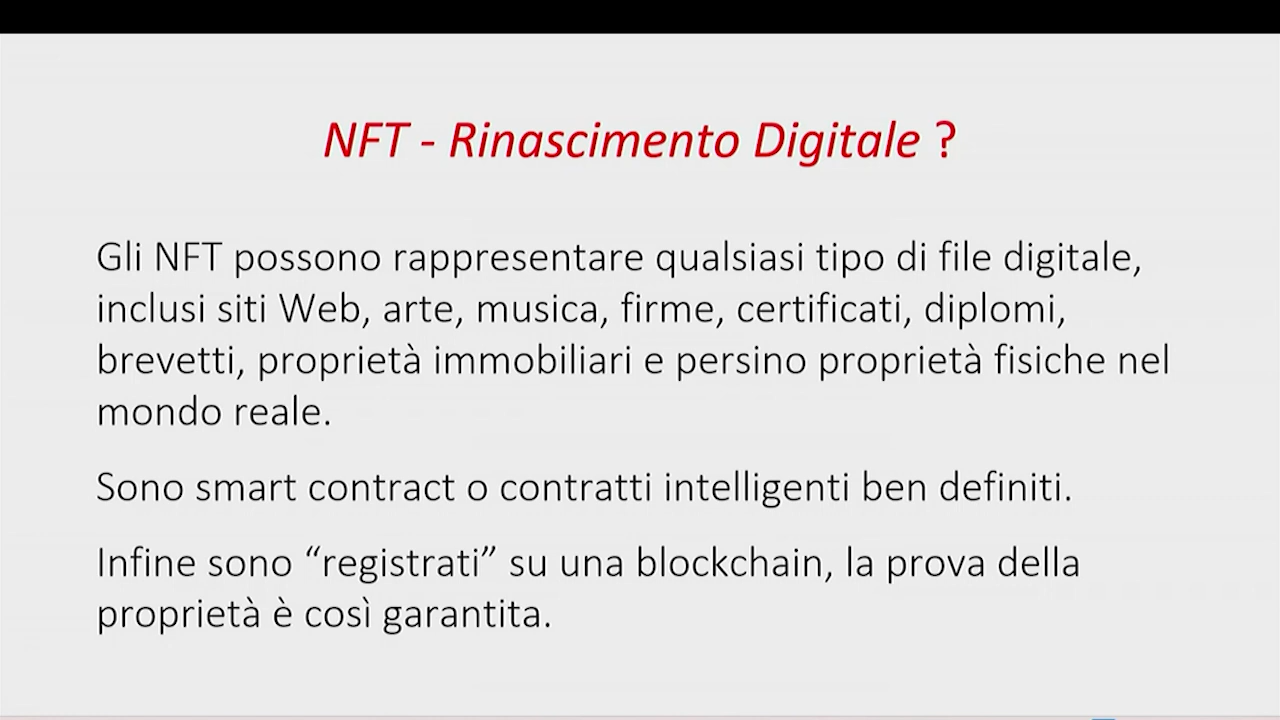 NFT - Rinascimento Digitale ?
Gli NFT possono rappresentare qualsiasi tipo di file digitale,
inclusi siti Web, arte, musica, firme, certificati, diplomi,
brevetti, proprietà immobiliari e persino proprietà fisiche nel
mondo reale.
Sono smart contract o contratti intelligenti ben definiti.
Infine sono “registrati” su una blockchain, la prova della
proprietà è così garantita.